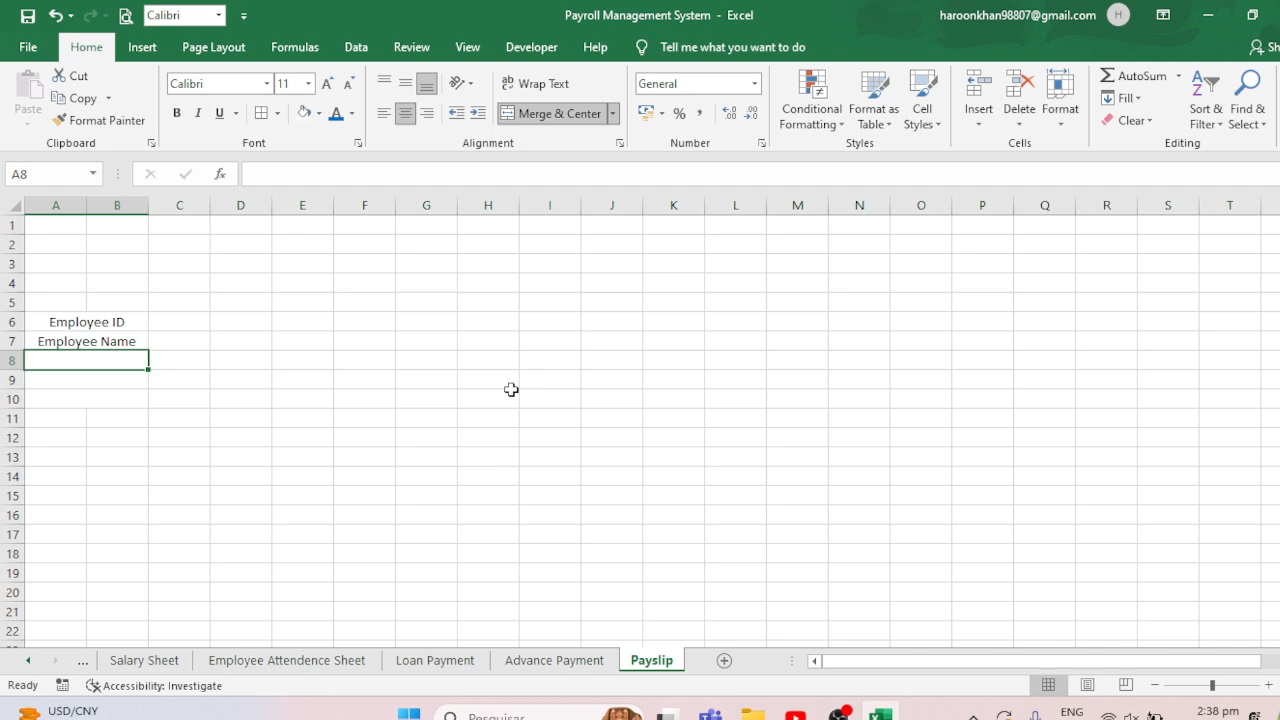 Calibri
Payroll Management System - Excel
haroonkhan98807@gmail.com
H
File Home Insert Page Layout Formulas Data Review View Developer Help Tell me what you want to do
Paste
Cut
Copy
Format Painter
Clipboard
Calibri 11
B I U
Font
Wrap Text
Merge & Center
Alignment
General
Number
Conditional Formatting
Format as Table
Cell Styles
Styles
Insert Delete Format
Cells
AutoSum
Fill
Clear
Sort & Filter
Find & Select
Editing
A8 fx
A B C D E F G H I J K L M N O P Q R S T
1
2
3
4
5
6 Employee ID
7 Employee Name
8
9
10
11
12
13
14
15
16
17
18
19
20
21
22
... Salary Sheet Employee Attendence Sheet Loan Payment Advance Payment Payslip
Ready Accessibility: Investigate
USD/CNY
Pesquisar
ENG
2:38 pm